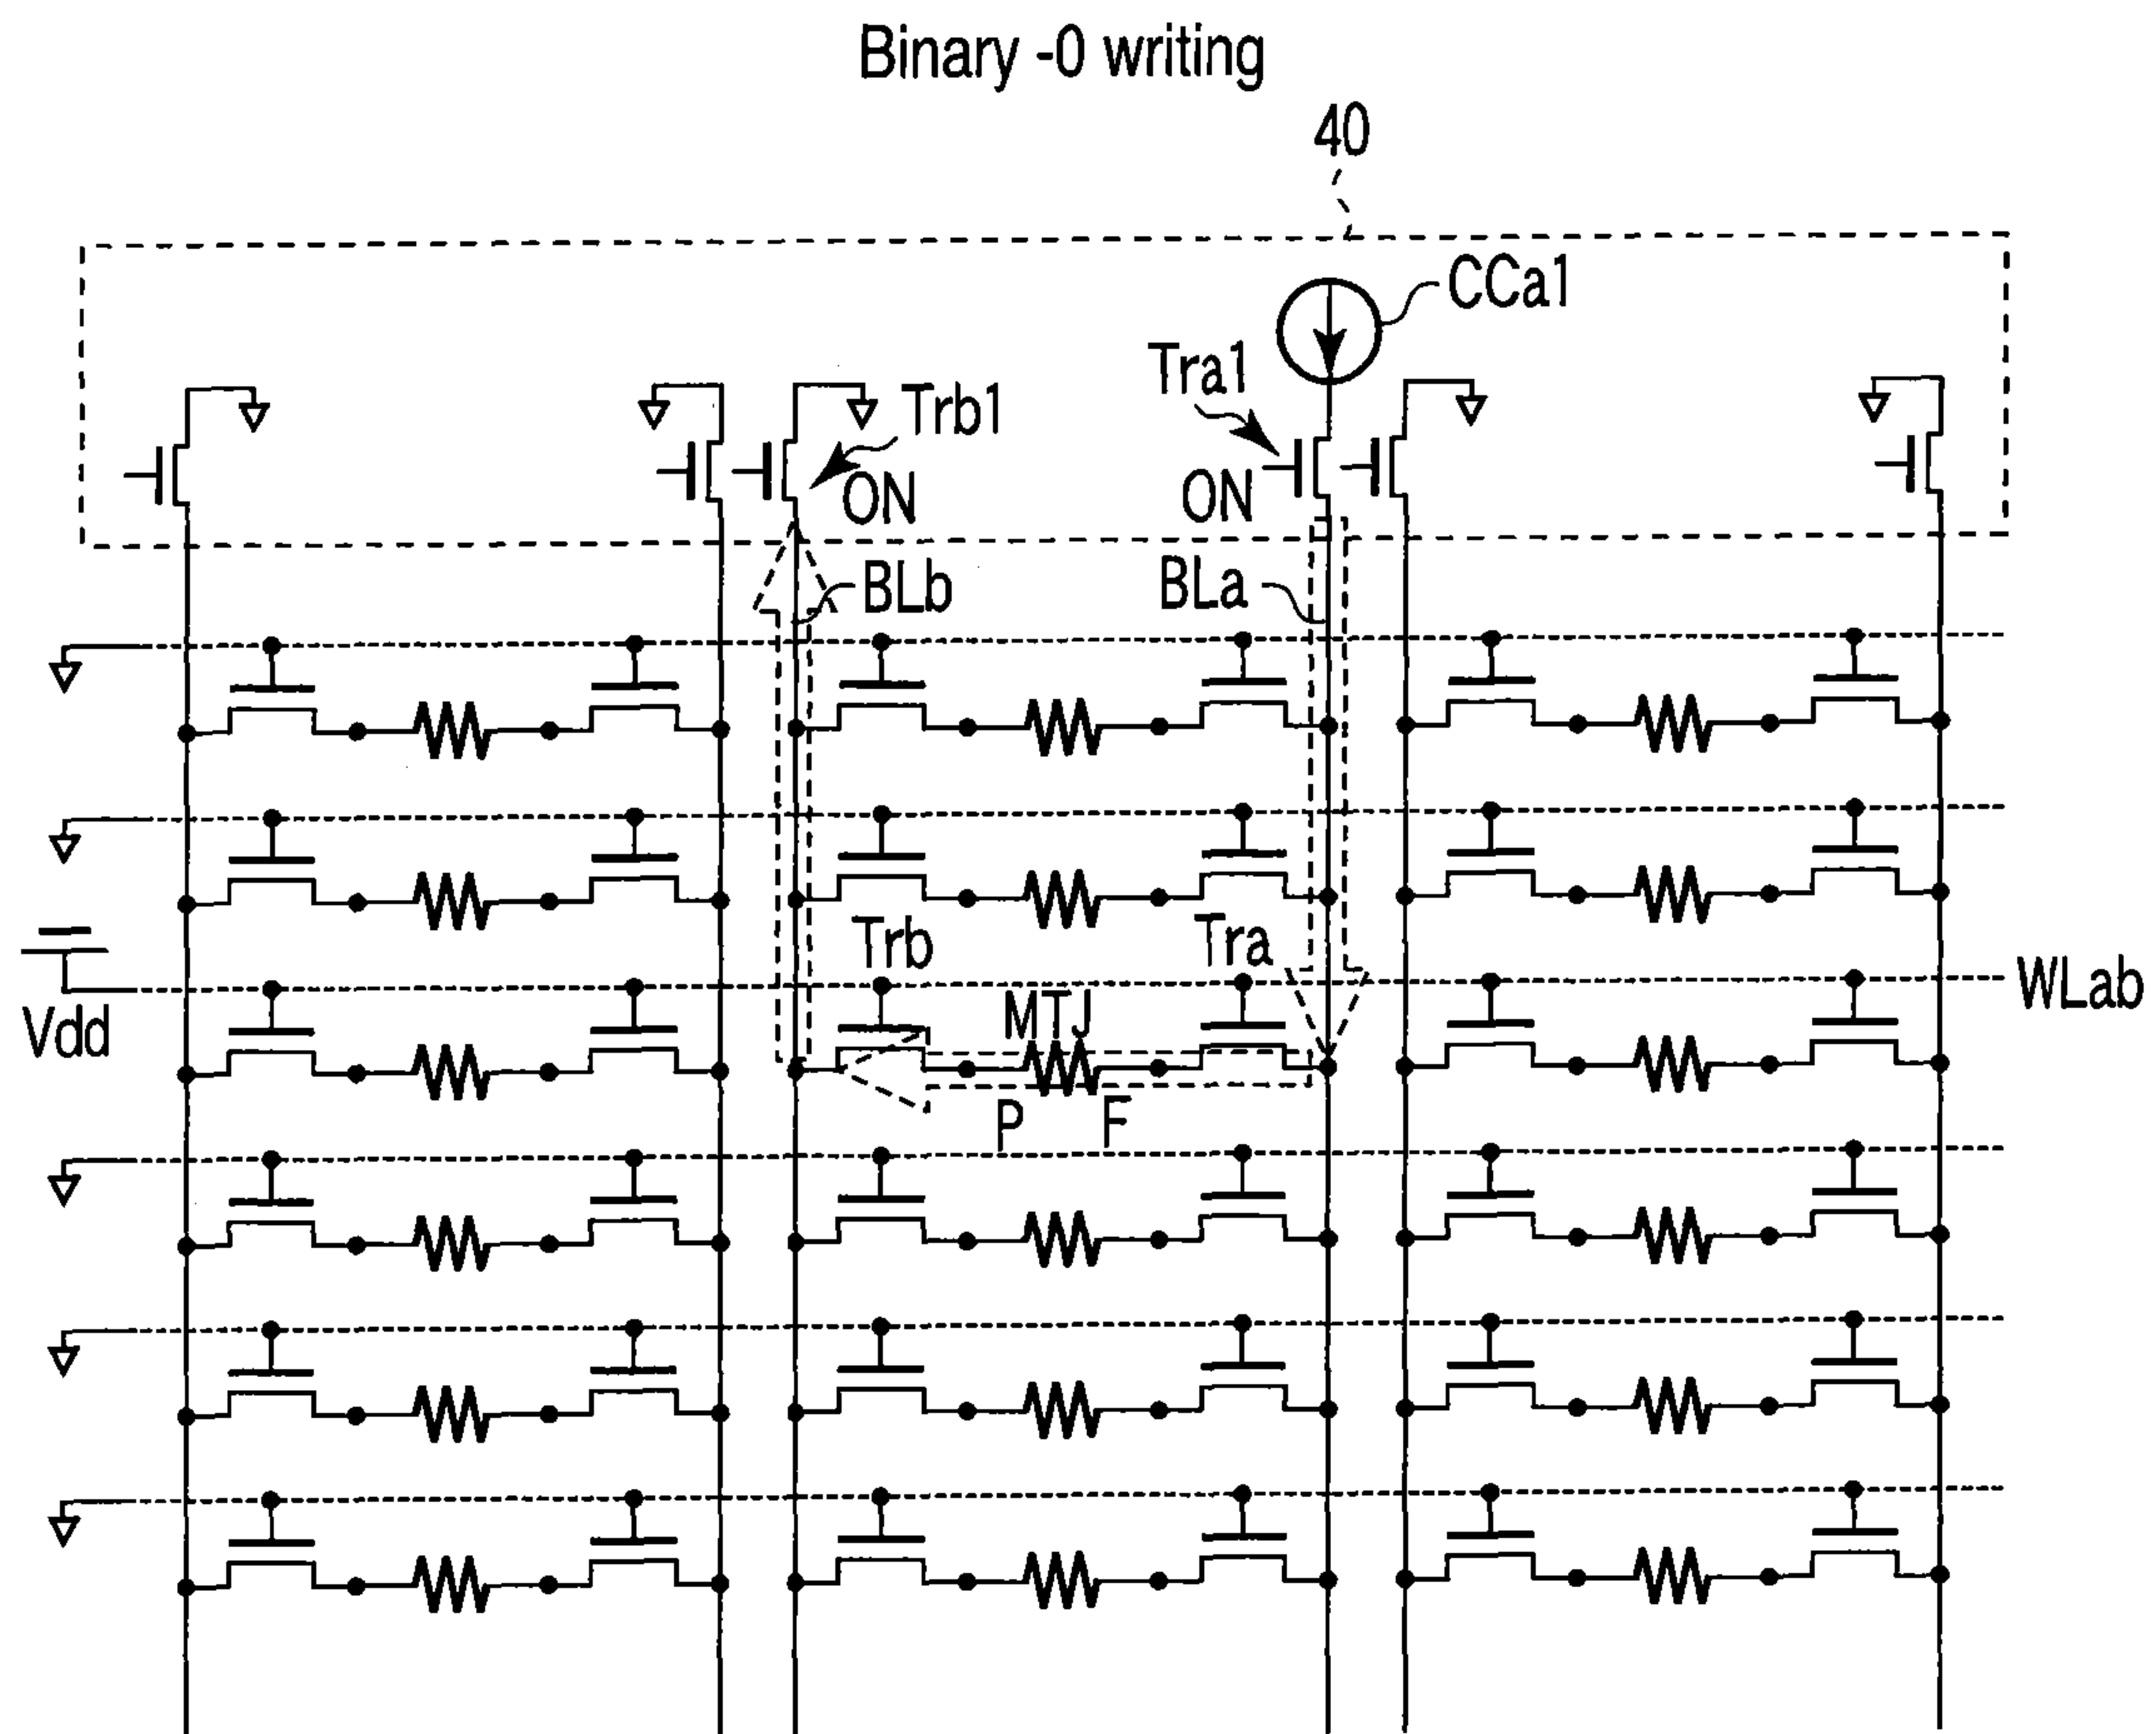 Binary -0 writing
40
CCa1
Tra1
Trb1
ON
ON
BLb
BLa
Trb
Tra
WLab
MTJ
Vdd
P
F